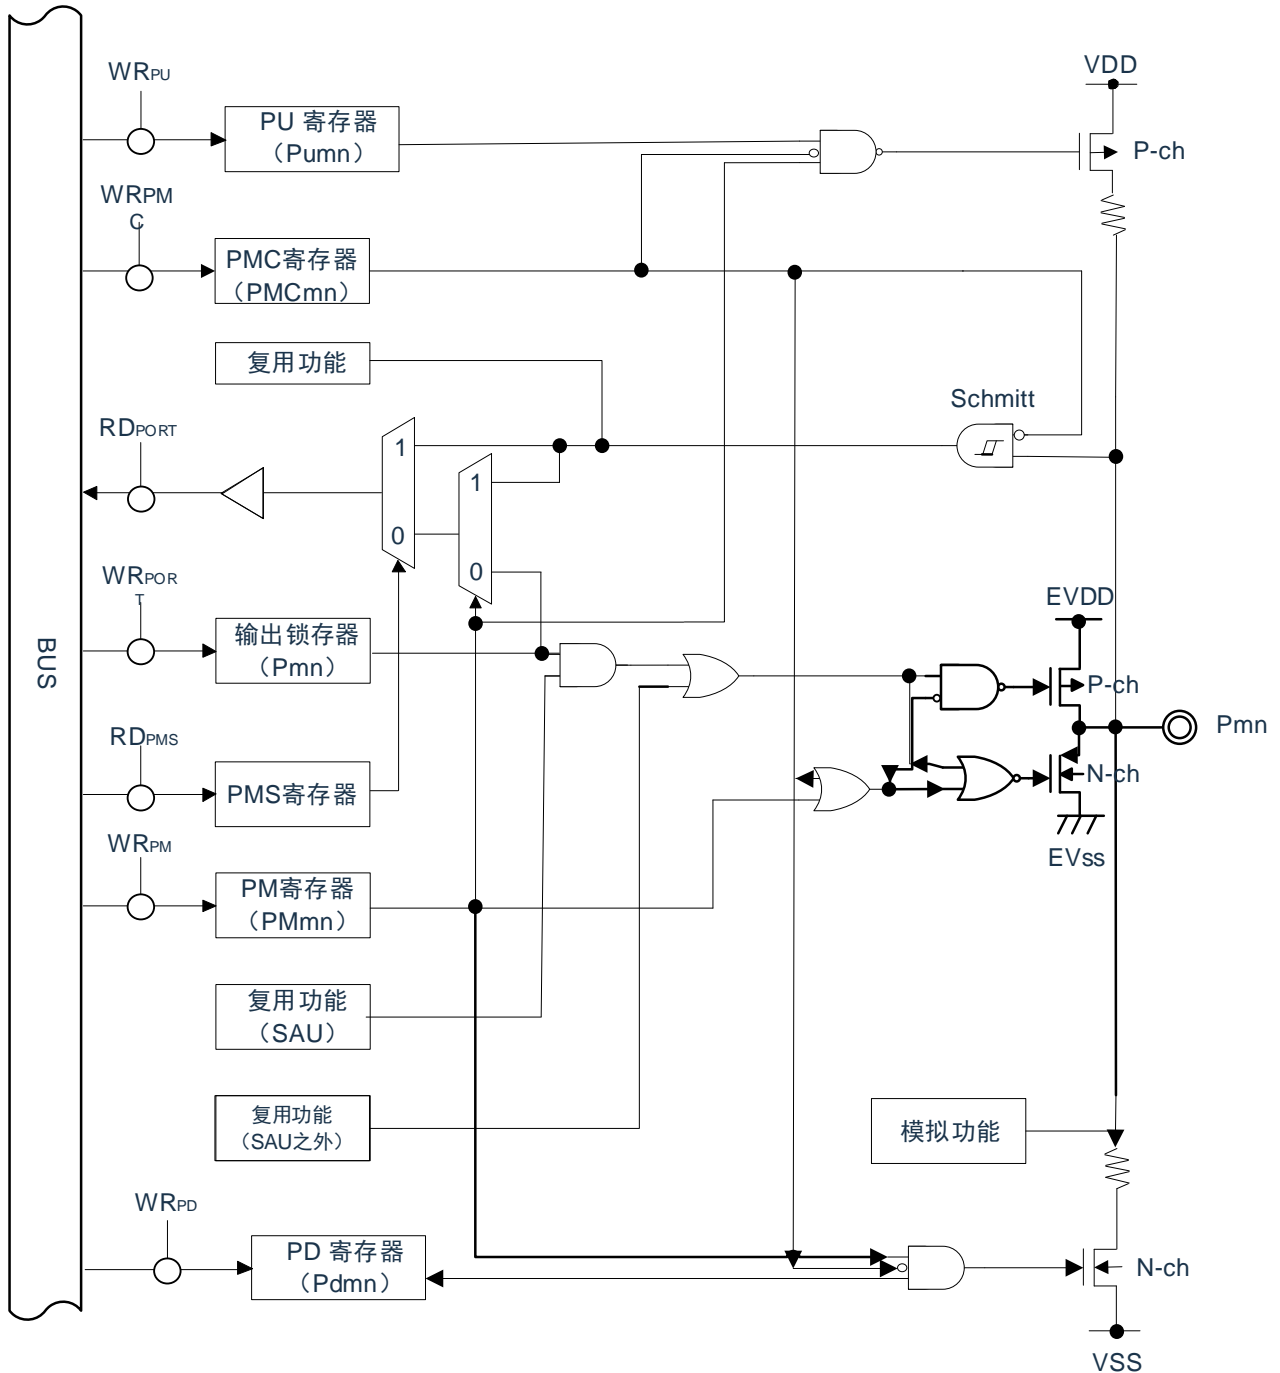 WRPU
VDD
PU 寄存器
（Pumn）
P-ch
WRPM
C
PMC寄存器
（PMCmn）
复用功能
Schmitt
RDPORT
1
1
0
0
WRPOR
T
EVDD
输出锁存器
（Pmn）
BUS
P-ch
Pmn
RDPMS
PMS寄存器
N-ch
WRPM
EVss
PM寄存器
（PMmn）
复用功能
（SAU）
复用功能
（SAU之外）
模拟功能
WRPD
PD 寄存器
（Pdmn）
N-ch
VSS